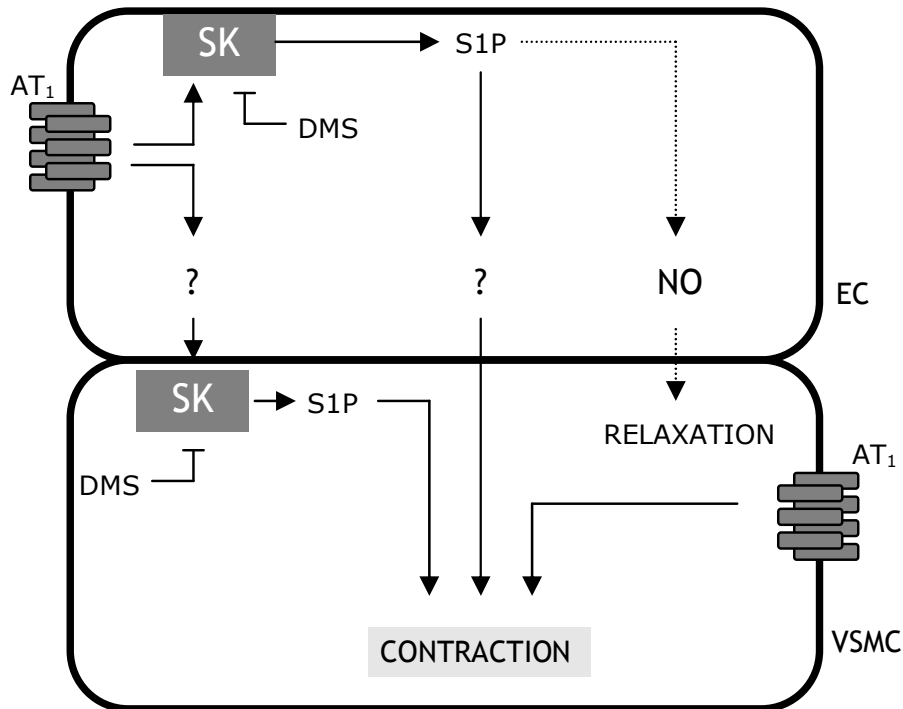 SK
S1P
AT₁
DMS
?
?
NO
EC
SK
S1P
RELAXATION
AT₁
DMS
CONTRACTION
VSMC